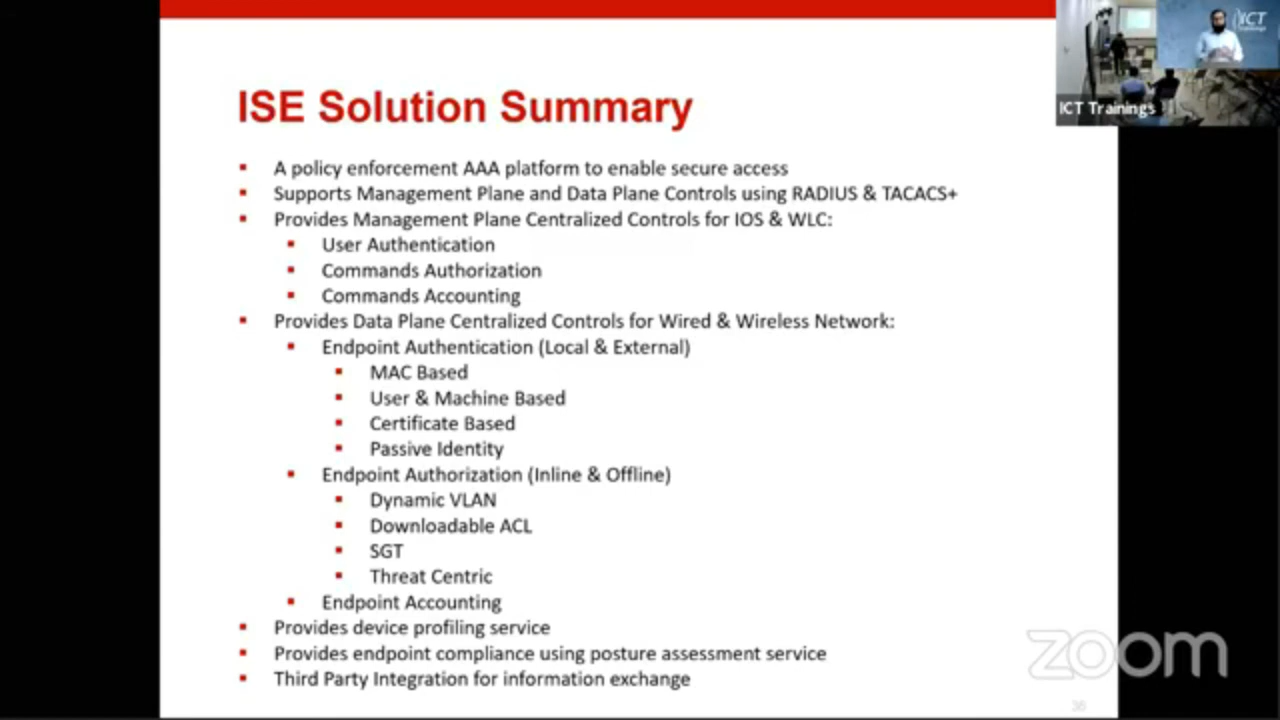 ISE Solution Summary
▪ A policy enforcement AAA platform to enable secure access
▪ Supports Management Plane and Data Plane Controls using RADIUS & TACACS+
▪ Provides Management Plane Centralized Controls for IOS & WLC:
▪ User Authentication
▪ Commands Authorization
▪ Commands Accounting
▪ Provides Data Plane Centralized Controls for Wired & Wireless Network:
▪ Endpoint Authentication (Local & External)
▪ MAC Based
▪ User & Machine Based
▪ Certificate Based
▪ Passive Identity
▪ Endpoint Authorization (Inline & Offline)
▪ Dynamic VLAN
▪ Downloadable ACL
▪ SGT
▪ Threat Centric
▪ Endpoint Accounting
▪ Provides device profiling service
▪ Provides endpoint compliance using posture assessment service
▪ Third Party Integration for information exchange
ICT
ICT Trainings
zoom